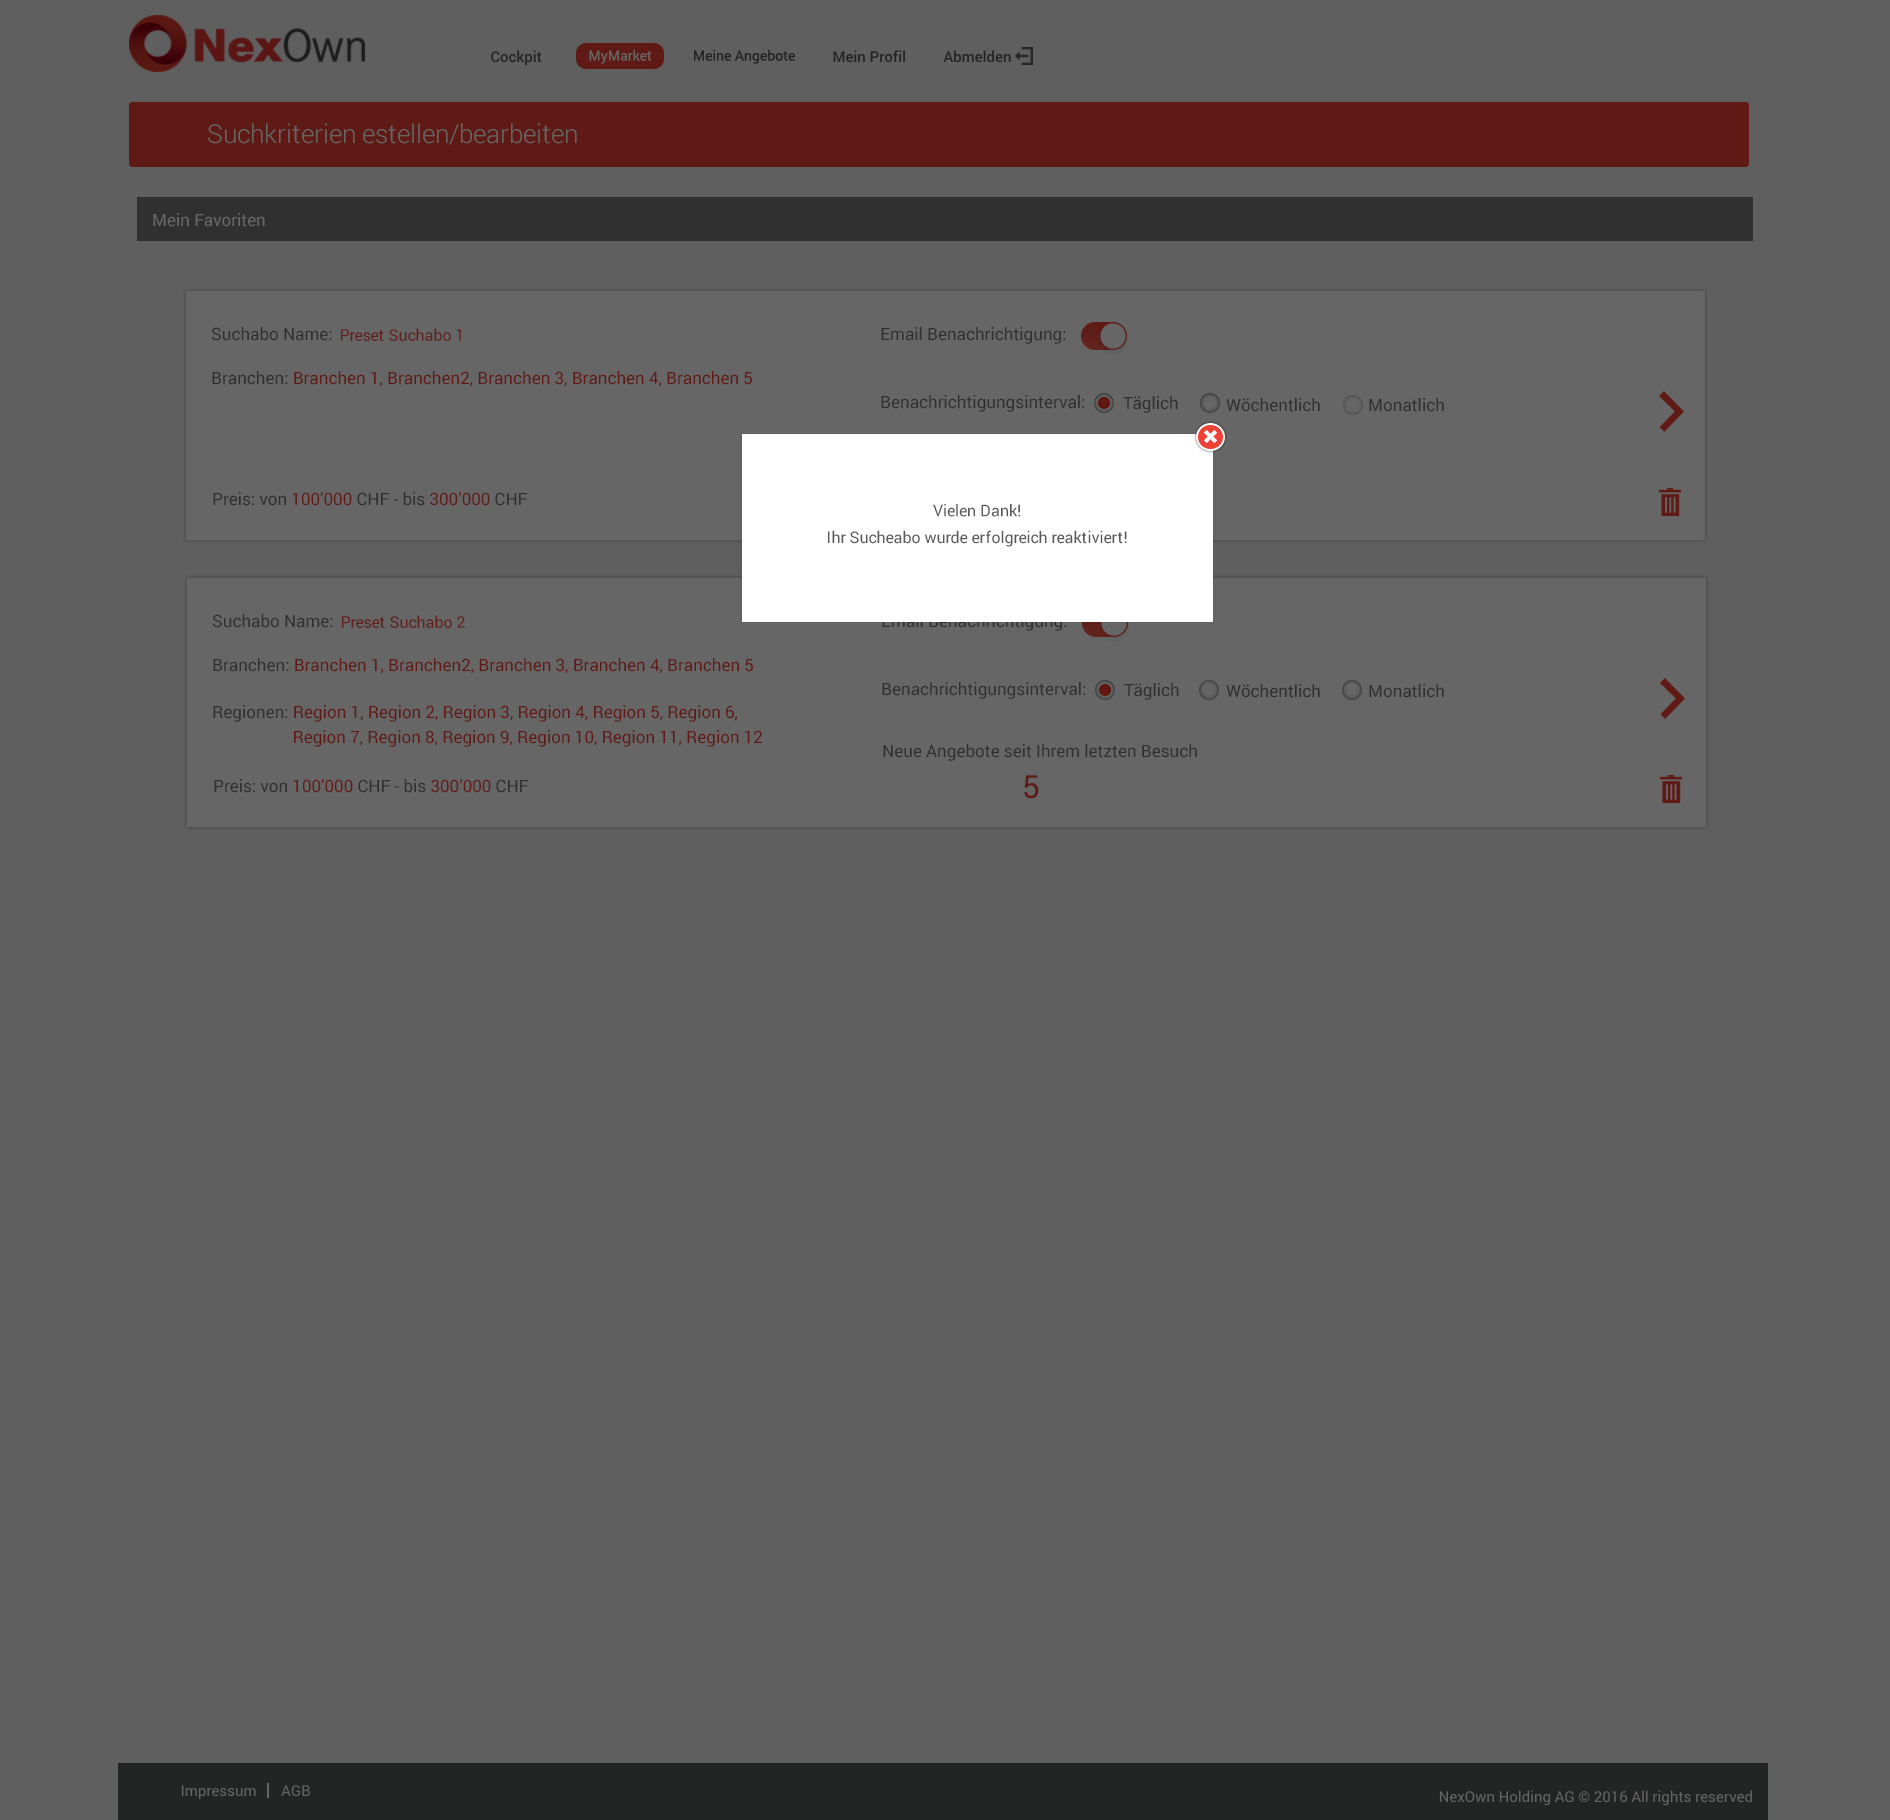 NexOwn
Cockpit MyMarket Meine Angebote Mein Profil Abmelden
Suchkriterien estellen/bearbeiten
Mein Favoriten
Suchabo Name: Preset Suchabo 1
Email Benachrichtigung:
Branchen: Branchen 1, Branchen2, Branchen 3, Branchen 4, Branchen 5
Benachrichtigungsinterval: Täglich Wöchentlich Monatlich
Preis: von 100’000 CHF - bis 300’000 CHF
Vielen Dank!
Ihr Sucheabo wurde erfolgreich reaktiviert!
Suchabo Name: Preset Suchabo 2
Email Benachrichtigung:
Branchen: Branchen 1, Branchen2, Branchen 3, Branchen 4, Branchen 5
Benachrichtigungsinterval: Täglich Wöchentlich Monatlich
Regionen: Region 1, Region 2, Region 3, Region 4, Region 5, Region 6,
Region 7, Region 8, Region 9, Region 10, Region 11, Region 12
Neue Angebote seit Ihrem letzten Besuch
5
Preis: von 100’000 CHF - bis 300’000 CHF
Impressum | AGB
NexOwn Holding AG © 2016 All rights reserved